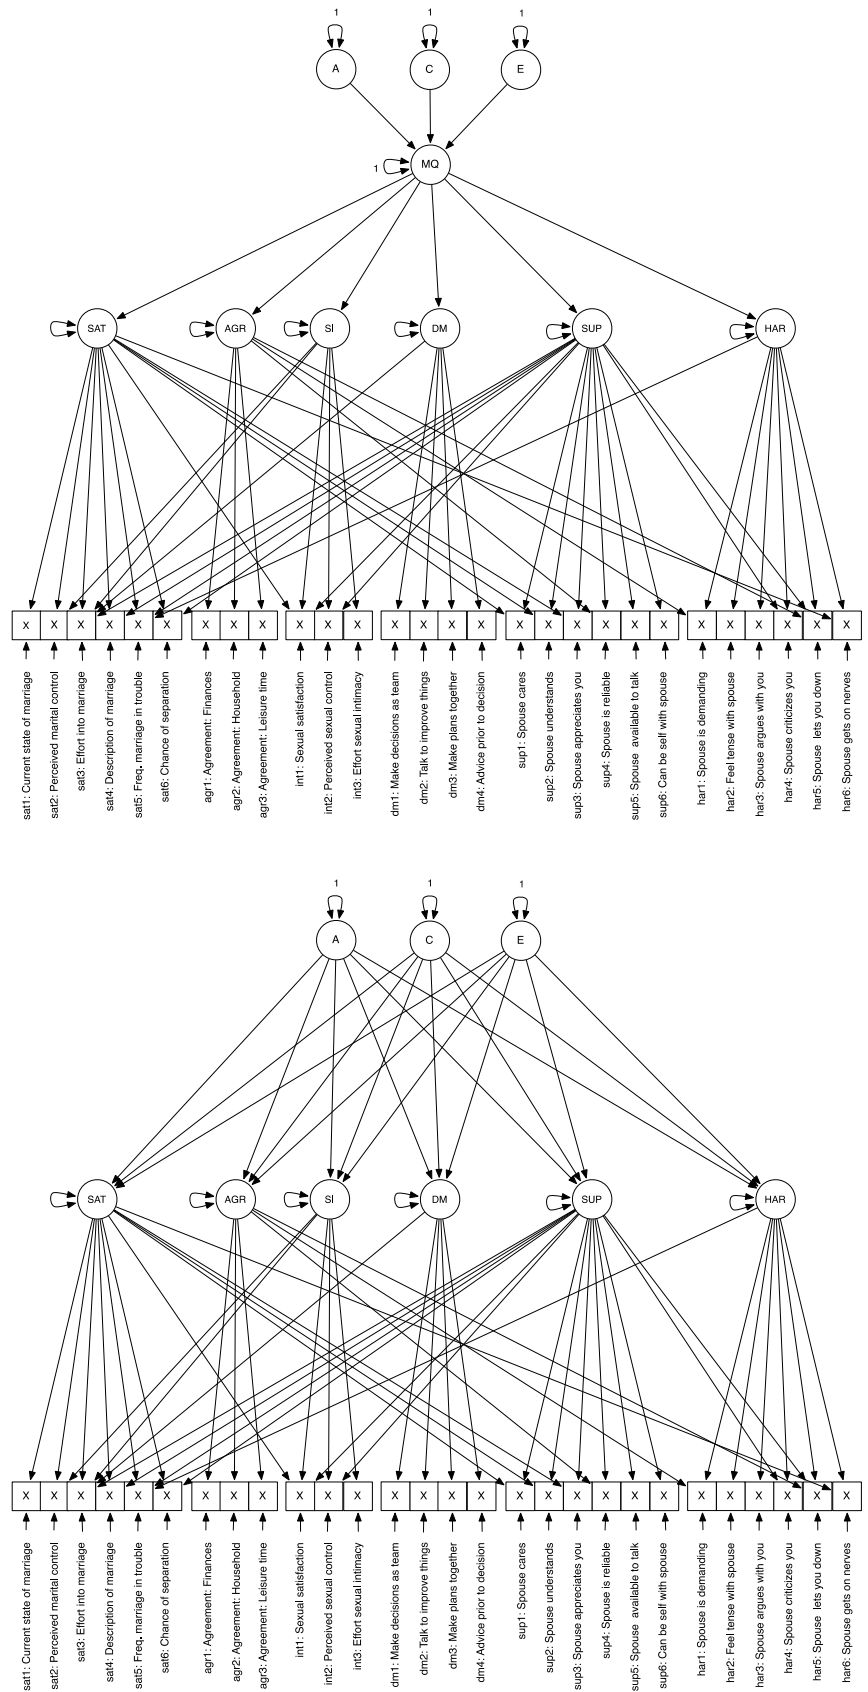 1 1 1
A C E
1 MQ
SAT AGR SI DM SUP HAR
X X X X X X X X X X X X X X X X X X X X X X X X X X X X
sat1: Current state of marriage
sat2: Perceived marital control
sat3: Effort into marriage
sat4: Description of marriage
sat5: Freq. marriage in trouble
sat6: Chance of separation
agr1: Agreement: Finances
agr2: Agreement: Household
agr3: Agreement: Leisure time
int1: Sexual satisfaction
int2: Perceived sexual control
int3: Effort sexual intimacy
dm1: Make decisions as team
dm2: Talk to improve things
dm3: Make plans together
dm4: Advice prior to decision
sup1: Spouse cares
sup2: Spouse understands
sup3: Spouse appreciates you
sup4: Spouse is reliable
sup5: Spouse available to talk
sup6: Can be self with spouse
har1: Spouse is demanding
har2: Feel tense with spouse
har3: Spouse argues with you
har4: Spouse criticizes you
har5: Spouse lets you down
har6: Spouse gets on nerves
1 1 1
A C E
SAT AGR SI DM SUP HAR
X X X X X X X X X X X X X X X X X X X X X X X X X X X X
sat1: Current state of marriage
sat2: Perceived marital control
sat3: Effort into marriage
sat4: Description of marriage
sat5: Freq. marriage in trouble
sat6: Chance of separation
agr1: Agreement: Finances
agr2: Agreement: Household
agr3: Agreement: Leisure time
int1: Sexual satisfaction
int2: Perceived sexual control
int3: Effort sexual intimacy
dm1: Make decisions as team
dm2: Talk to improve things
dm3: Make plans together
dm4: Advice prior to decision
sup1: Spouse cares
sup2: Spouse understands
sup3: Spouse appreciates you
sup4: Spouse is reliable
sup5: Spouse available to talk
sup6: Can be self with spouse
har1: Spouse is demanding
har2: Feel tense with spouse
har3: Spouse argues with you
har4: Spouse criticizes you
har5: Spouse lets you down
har6: Spouse gets on nerves